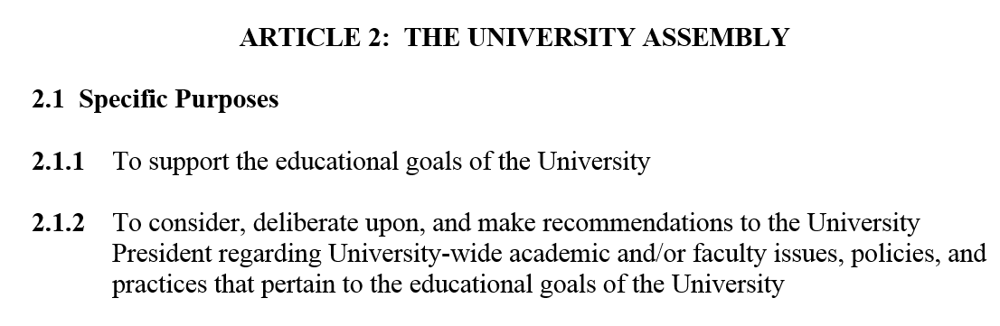 ARTICLE 2:  THE UNIVERSITY ASSEMBLY
2.1  Specific Purposes
2.1.1  To support the educational goals of the University
2.1.2  To consider, deliberate upon, and make recommendations to the University
President regarding University-wide academic and/or faculty issues, policies, and
practices that pertain to the educational goals of the University